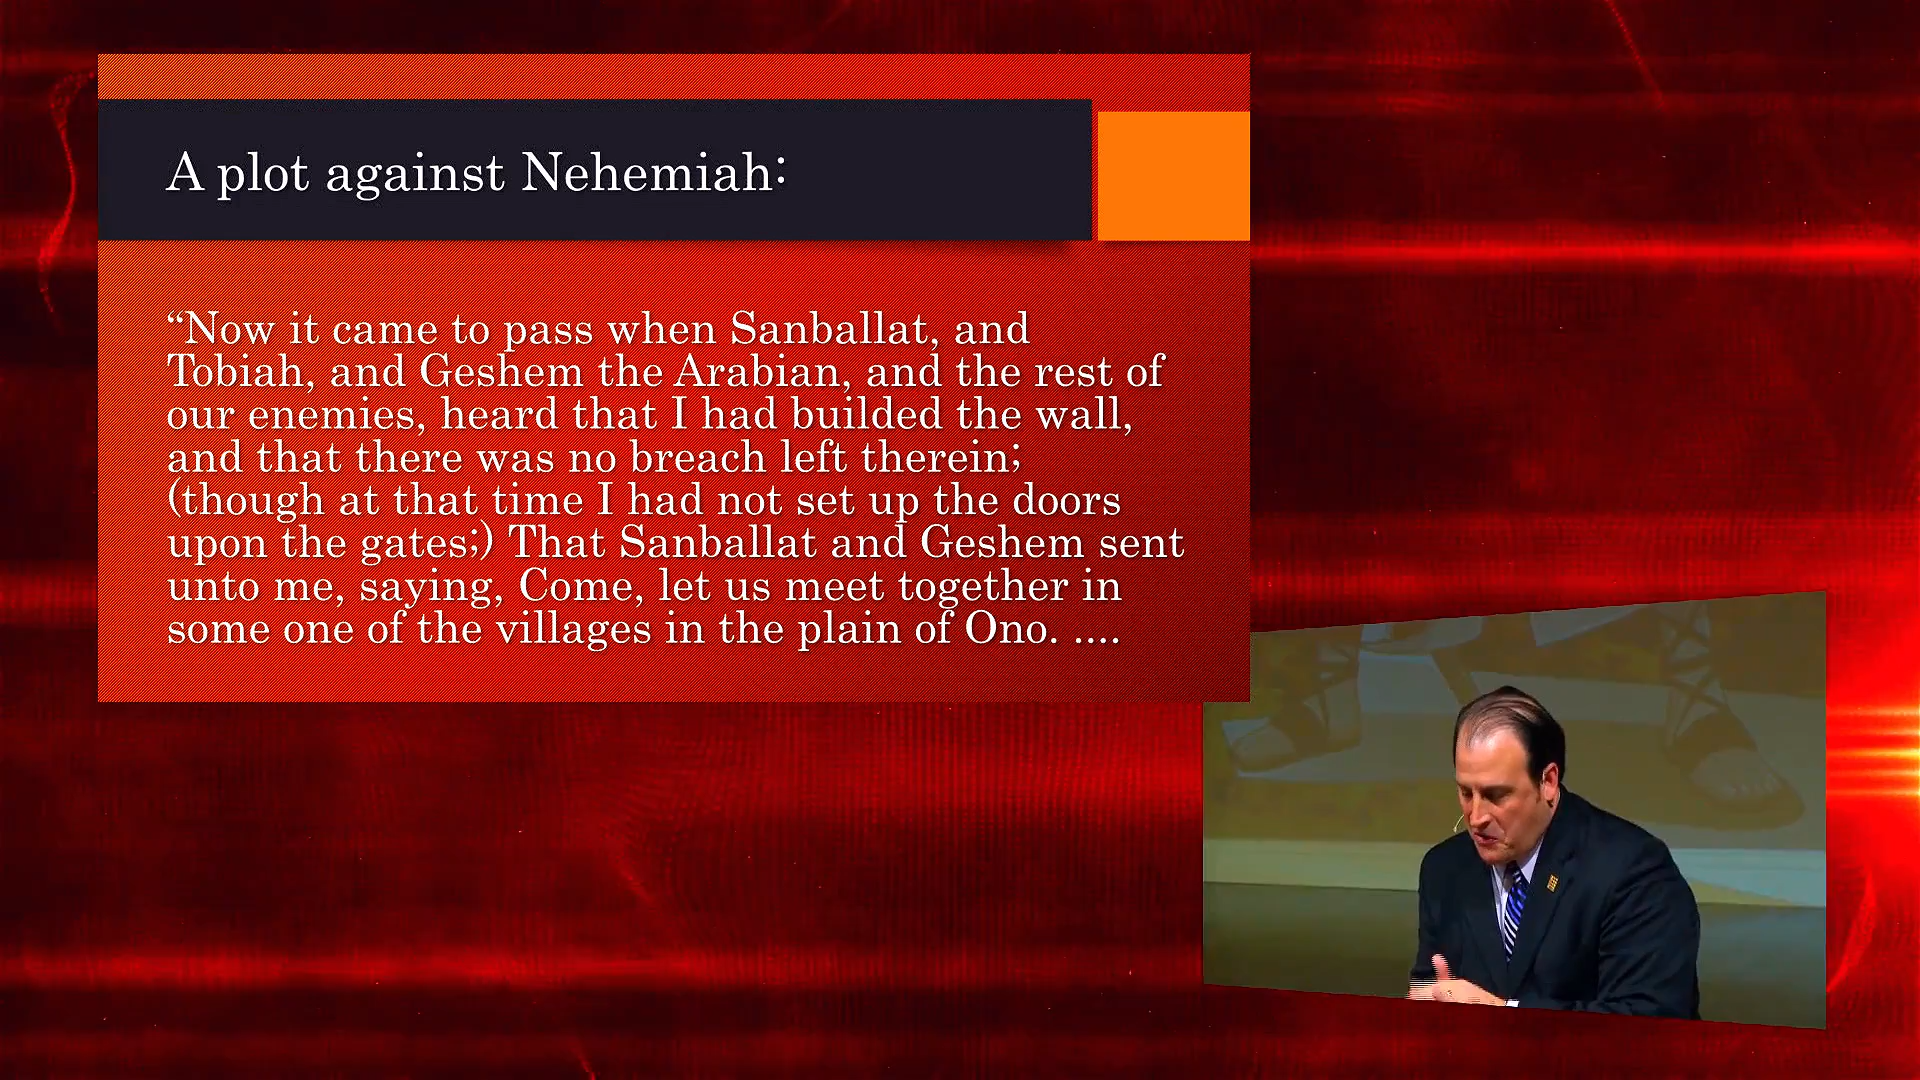 A plot against Nehemiah:
“Now it came to pass when Sanballat, and
Tobiah, and Geshem the Arabian, and the rest of
our enemies, heard that I had builded the wall,
and that there was no breach left therein;
(though at that time I had not set up the doors
upon the gates;) That Sanballat and Geshem sent
unto me, saying, Come, let us meet together in
some one of the villages in the plain of Ono. ....